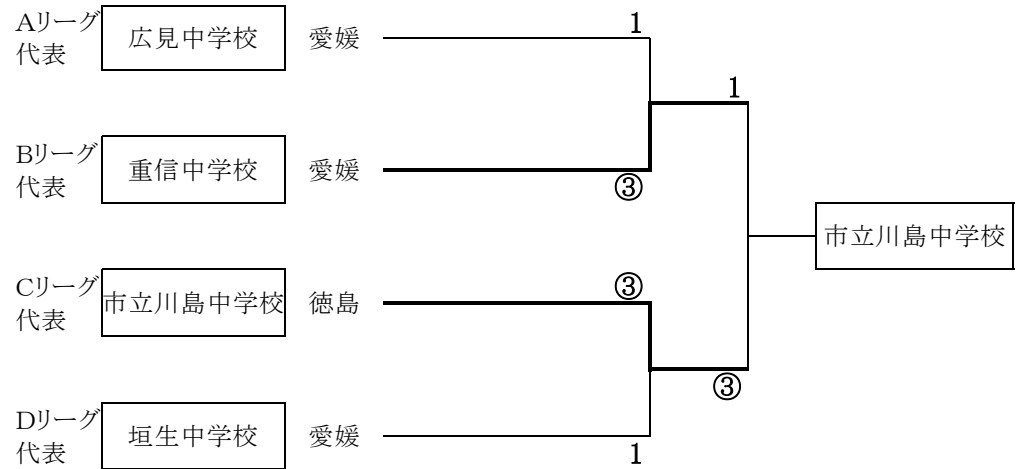 Aリーグ
代表
広見中学校
愛媛
1
1
Bリーグ
代表
重信中学校
愛媛
③
市立川島中学校
Cリーグ
代表
市立川島中学校
徳島
③
③
Dリーグ
代表
垣生中学校
愛媛
1